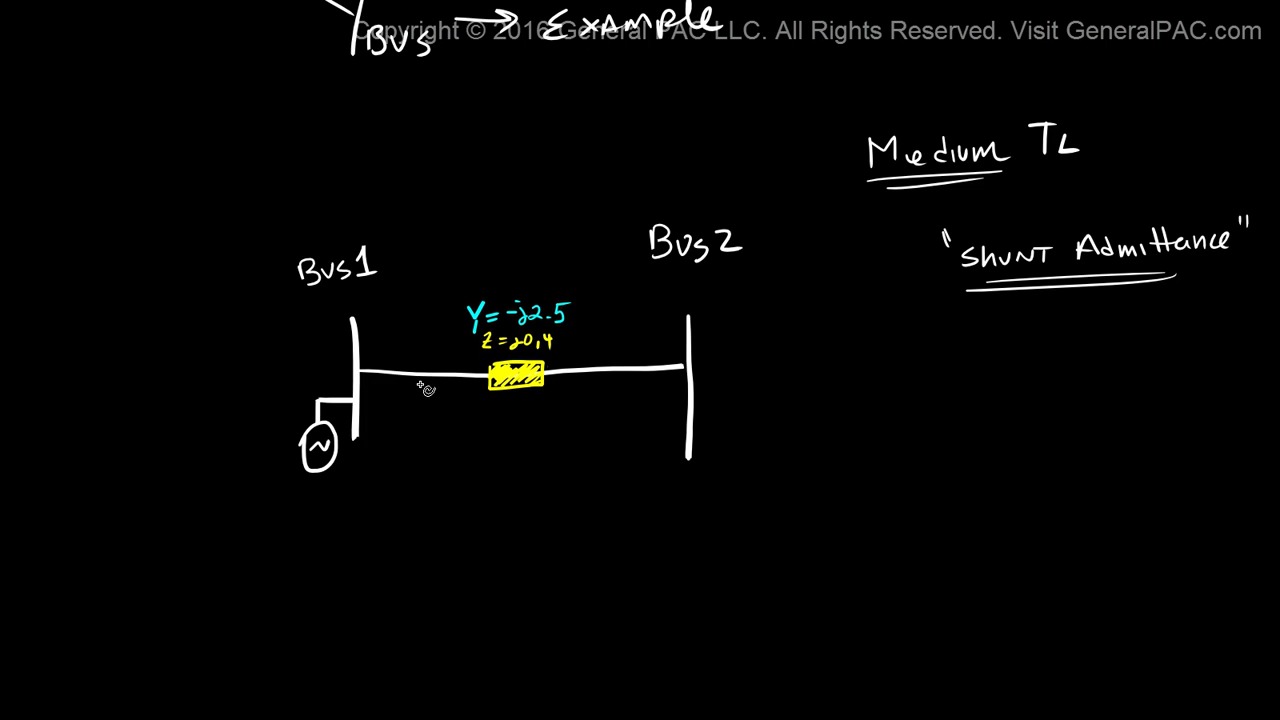 Copyright © 2016 General PAC LLC. All Rights Reserved. Visit GeneralPAC.com
YBUS → Example
Medium TL
"Shunt Admittance"
Bus1
Bus2
Y = -j2.5
Z = j0.4
~